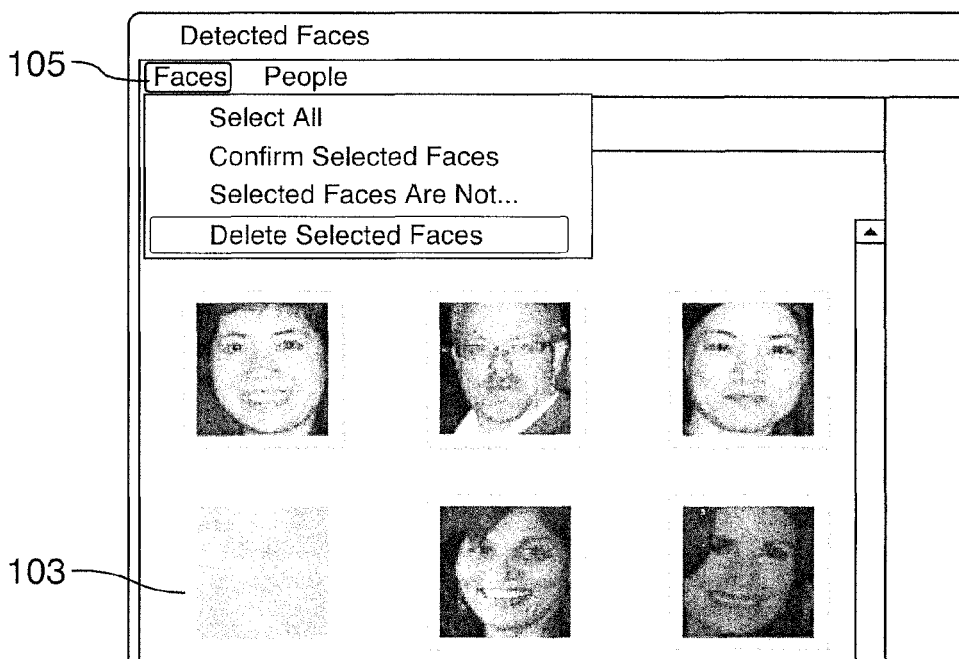 Detected Faces
105
Faces People
Select All
Confirm Selected Faces
Selected Faces Are Not...
Delete Selected Faces
103